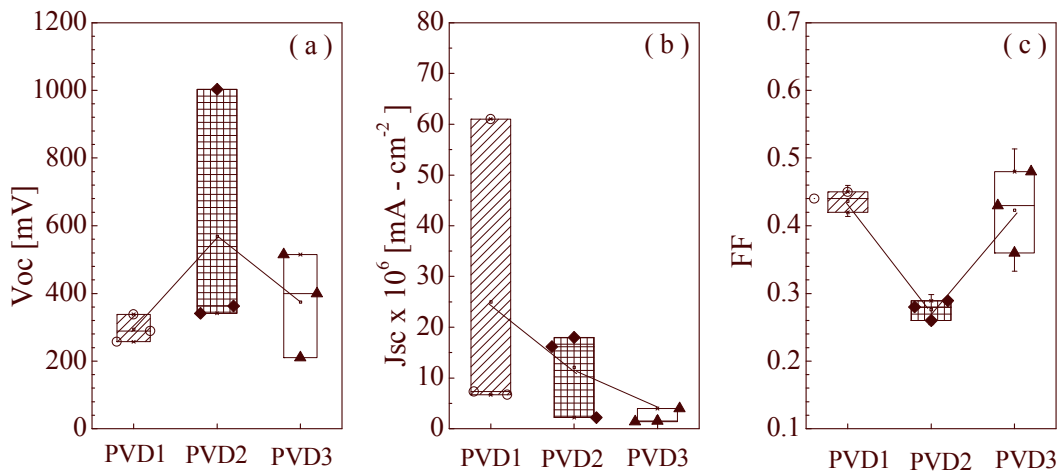 Voc [mV]
1200
1000
800
600
400
200
0
( a )
PVD1 PVD2 PVD3
Jsc x 10⁶ [mA - cm⁻²]
80
70
60
50
40
30
20
10
0
( b )
PVD1 PVD2 PVD3
FF
0.7
0.6
0.5
0.4
0.3
0.2
0.1
( c )
PVD1 PVD2 PVD3